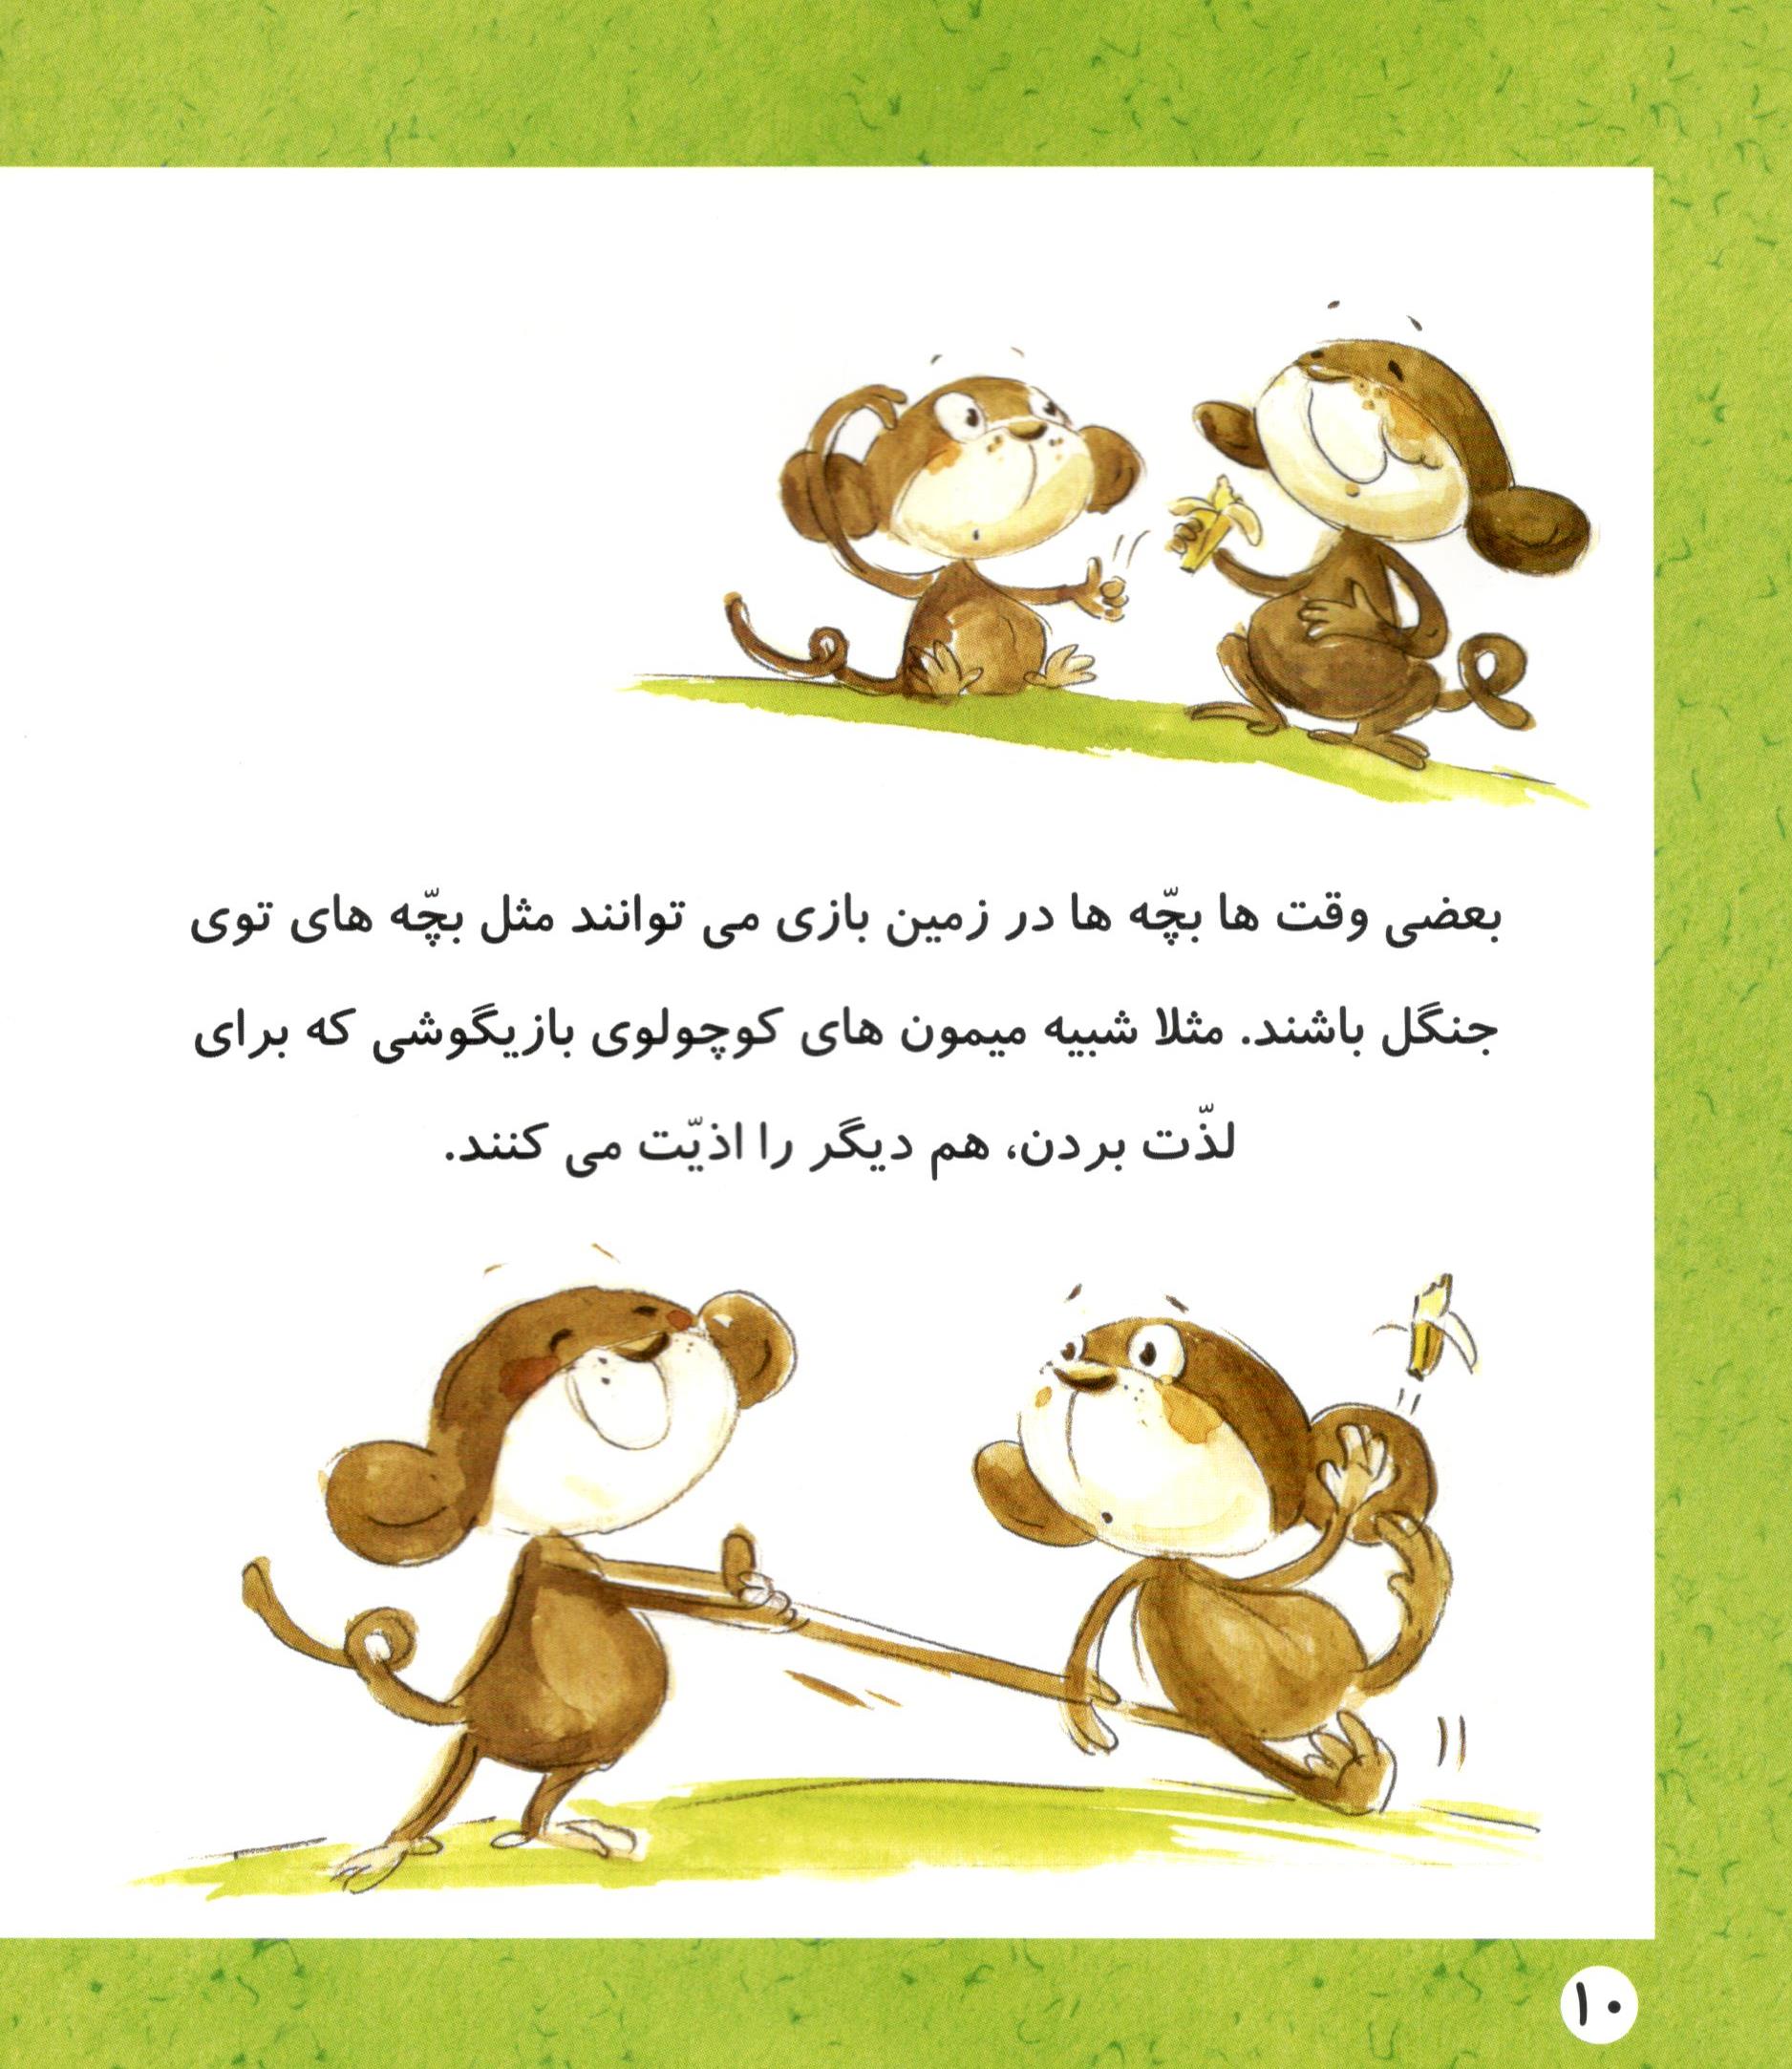 بعضی وقت ها بچّه ها در زمین بازی می توانند مثل بچّه های توی
جنگل باشند. مثلا شبیه میمون های کوچولوی بازیگوشی که برای
لذّت بردن، هم دیگر را اذیّت می کنند.
۱۰